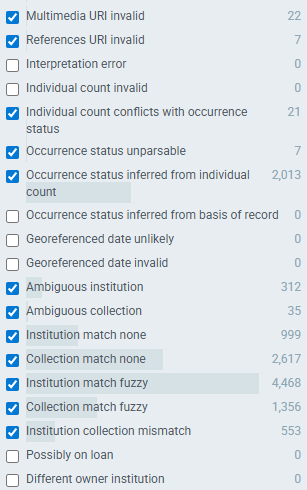 Multimedia URI invalid 22
References URI invalid 7
Interpretation error 0
Individual count invalid 0
Individual count conflicts with occurrence 21
status
Occurrence status unparsable 7
Occurrence status inferred from individual 2,013
count
Occurrence status inferred from basis of record 0
Georeferenced date unlikely 0
Georeferenced date invalid 0
Ambiguous institution 312
Ambiguous collection 35
Institution match none 999
Collection match none 2,617
Institution match fuzzy 4,468
Collection match fuzzy 1,356
Institution collection mismatch 553
Possibly on loan 0
Different owner institution 0